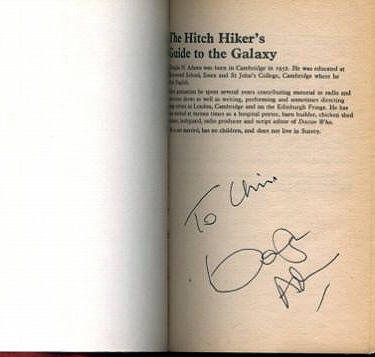 The Hitch Hiker's
Guide to the Galaxy
N Adams was born in Cambridge in 1952. He was educated at
School, Essex and St John's College, Cambridge where he
English.
graduation he spent several years contributing material to radio and
shows as well as writing, performing and sometimes directing
in London, Cambridge and on the Edinburgh Fringe. He has
at various times as a hospital porter, barn builder, chicken shed
bodyguard, radio producer and script editor of Doctor Who.
is not married, has no children, and does not live in Surrey.
To Chris
Doug
Ad